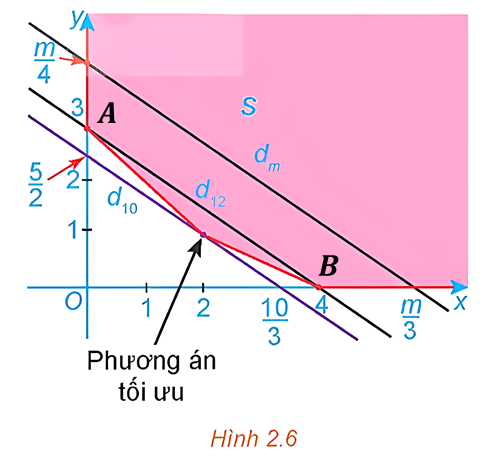 y
m
4
3
A
S
d_m
5
2
2
d_10
d_12
1
B
O
1
2
10
3
4
m
3
x
Phương án
tối ưu
Hình 2.6